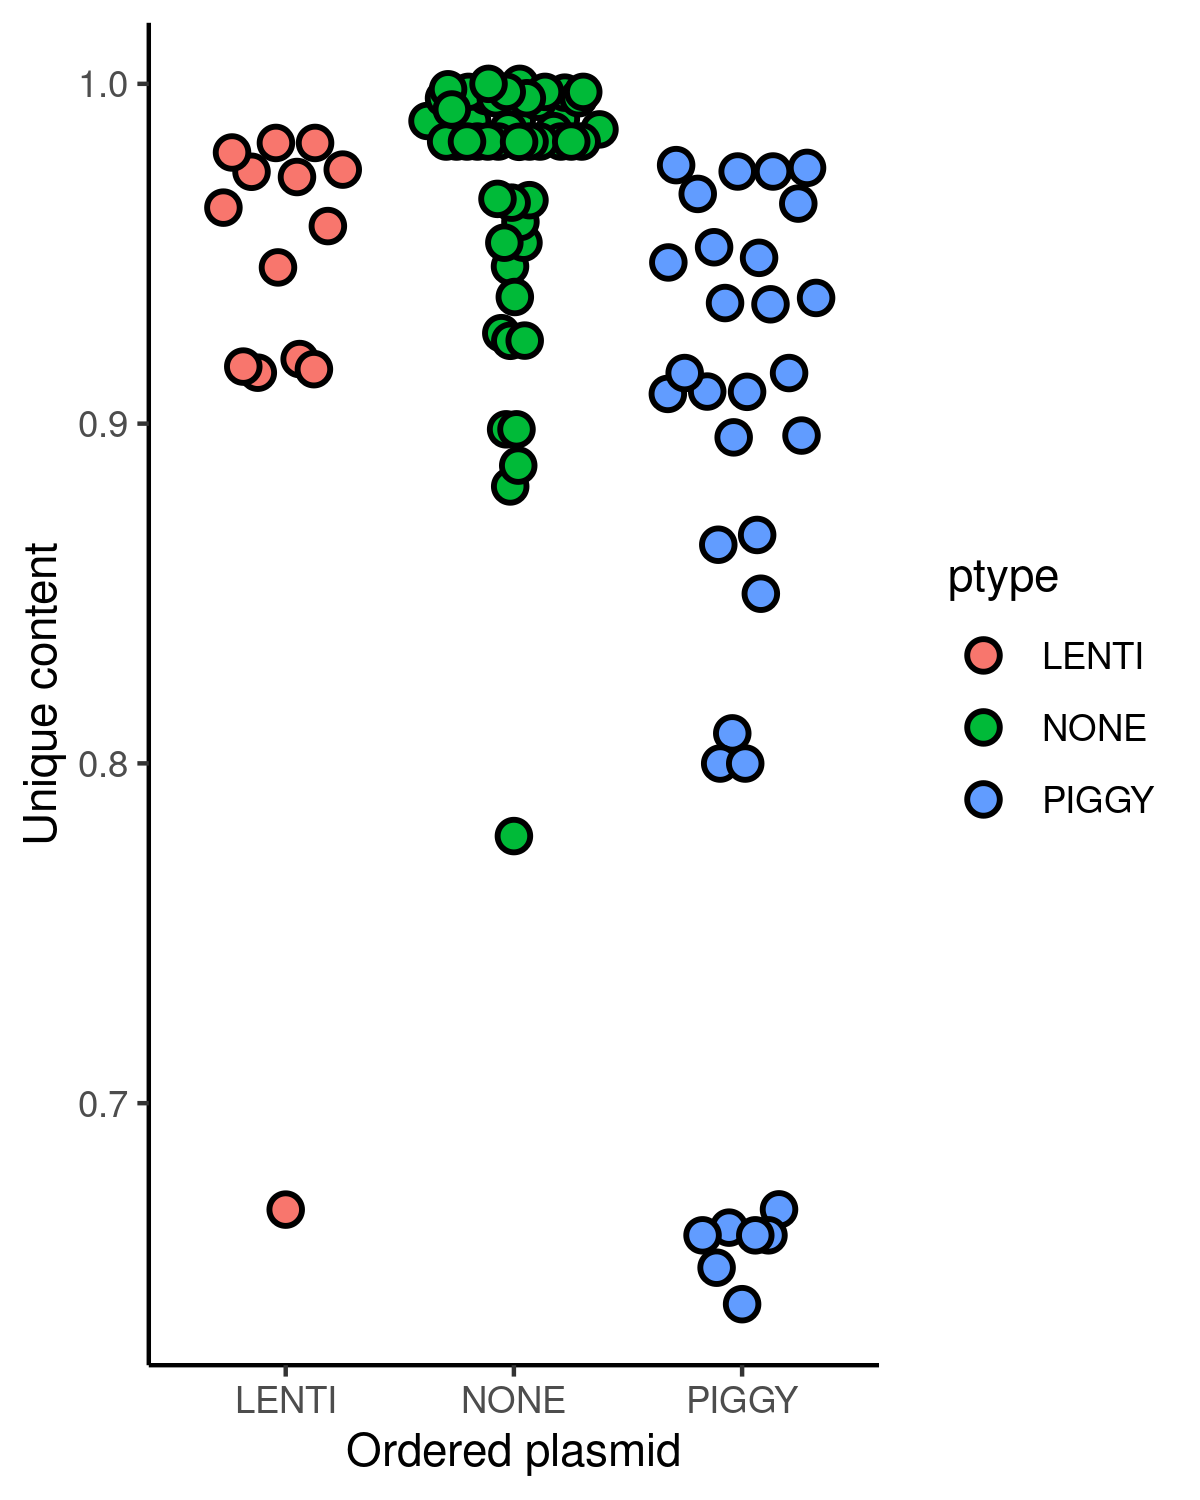 1.0
0.9
0.8
0.7
Unique content
LENTI
NONE
PIGGY
Ordered plasmid
ptype
LENTI
NONE
PIGGY